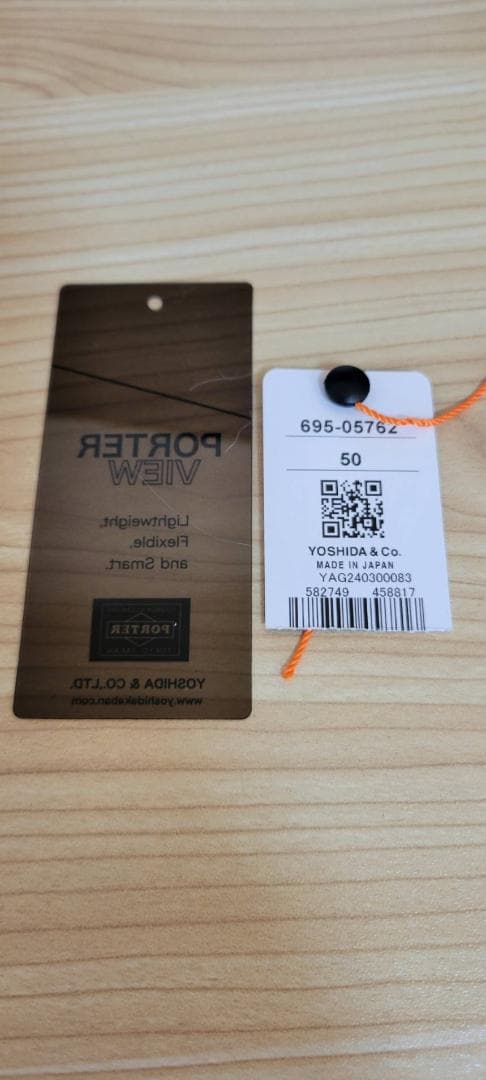 PORTER
VIEW
Lightweight,
Flexible,
and Smart.
PORTER
YOSHIDA & CO.,LTD.
www.yoshidakaban.com
695-05762
50
YOSHIDA & Co.
MADE IN JAPAN
YAG240300083
582749 458817